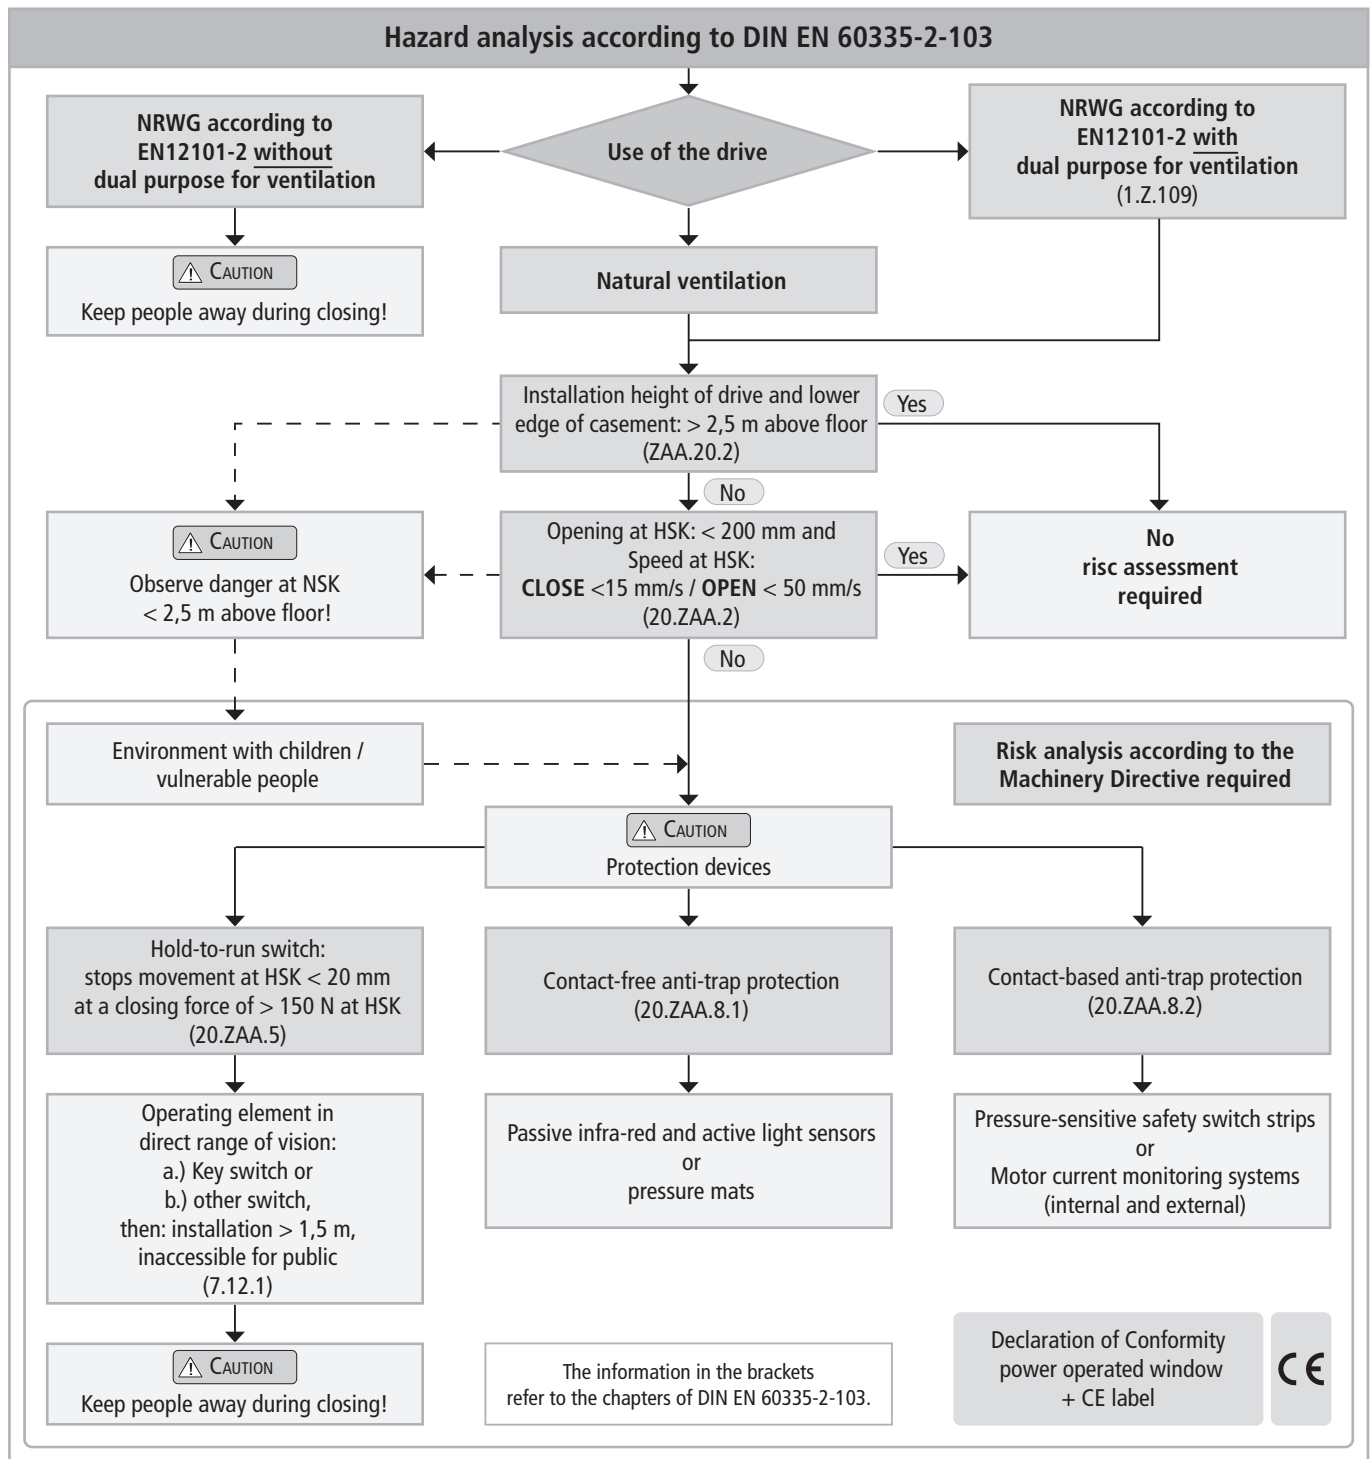 Hazard analysis according to DIN EN 60335-2-103
NRWG according to
EN12101-2 without
dual purpose for ventilation
Use of the drive
NRWG according to
EN12101-2 with
dual purpose for ventilation
(1.Z.109)
CAUTION
Keep people away during closing!
Natural ventilation
Installation height of drive and lower
edge of casement: > 2,5 m above floor
(ZAA.20.2)
Yes
No
CAUTION
Observe danger at NSK
< 2,5 m above floor!
Opening at HSK: < 200 mm and
Speed at HSK:
CLOSE <15 mm/s / OPEN < 50 mm/s
(20.ZAA.2)
Yes
No
risc assessment
required
No
Environment with children /
vulnerable people
Risk analysis according to the
Machinery Directive required
CAUTION
Protection devices
Hold-to-run switch:
stops movement at HSK < 20 mm
at a closing force of > 150 N at HSK
(20.ZAA.5)
Contact-free anti-trap protection
(20.ZAA.8.1)
Contact-based anti-trap protection
(20.ZAA.8.2)
Operating element in
direct range of vision:
a.) Key switch or
b.) other switch,
then: installation > 1,5 m,
inaccessible for public
(7.12.1)
Passive infra-red and active light sensors
or
pressure mats
Pressure-sensitive safety switch strips
or
Motor current monitoring systems
(internal and external)
CAUTION
Keep people away during closing!
The information in the brackets
refer to the chapters of DIN EN 60335-2-103.
Declaration of Conformity
power operated window
+ CE label
CE